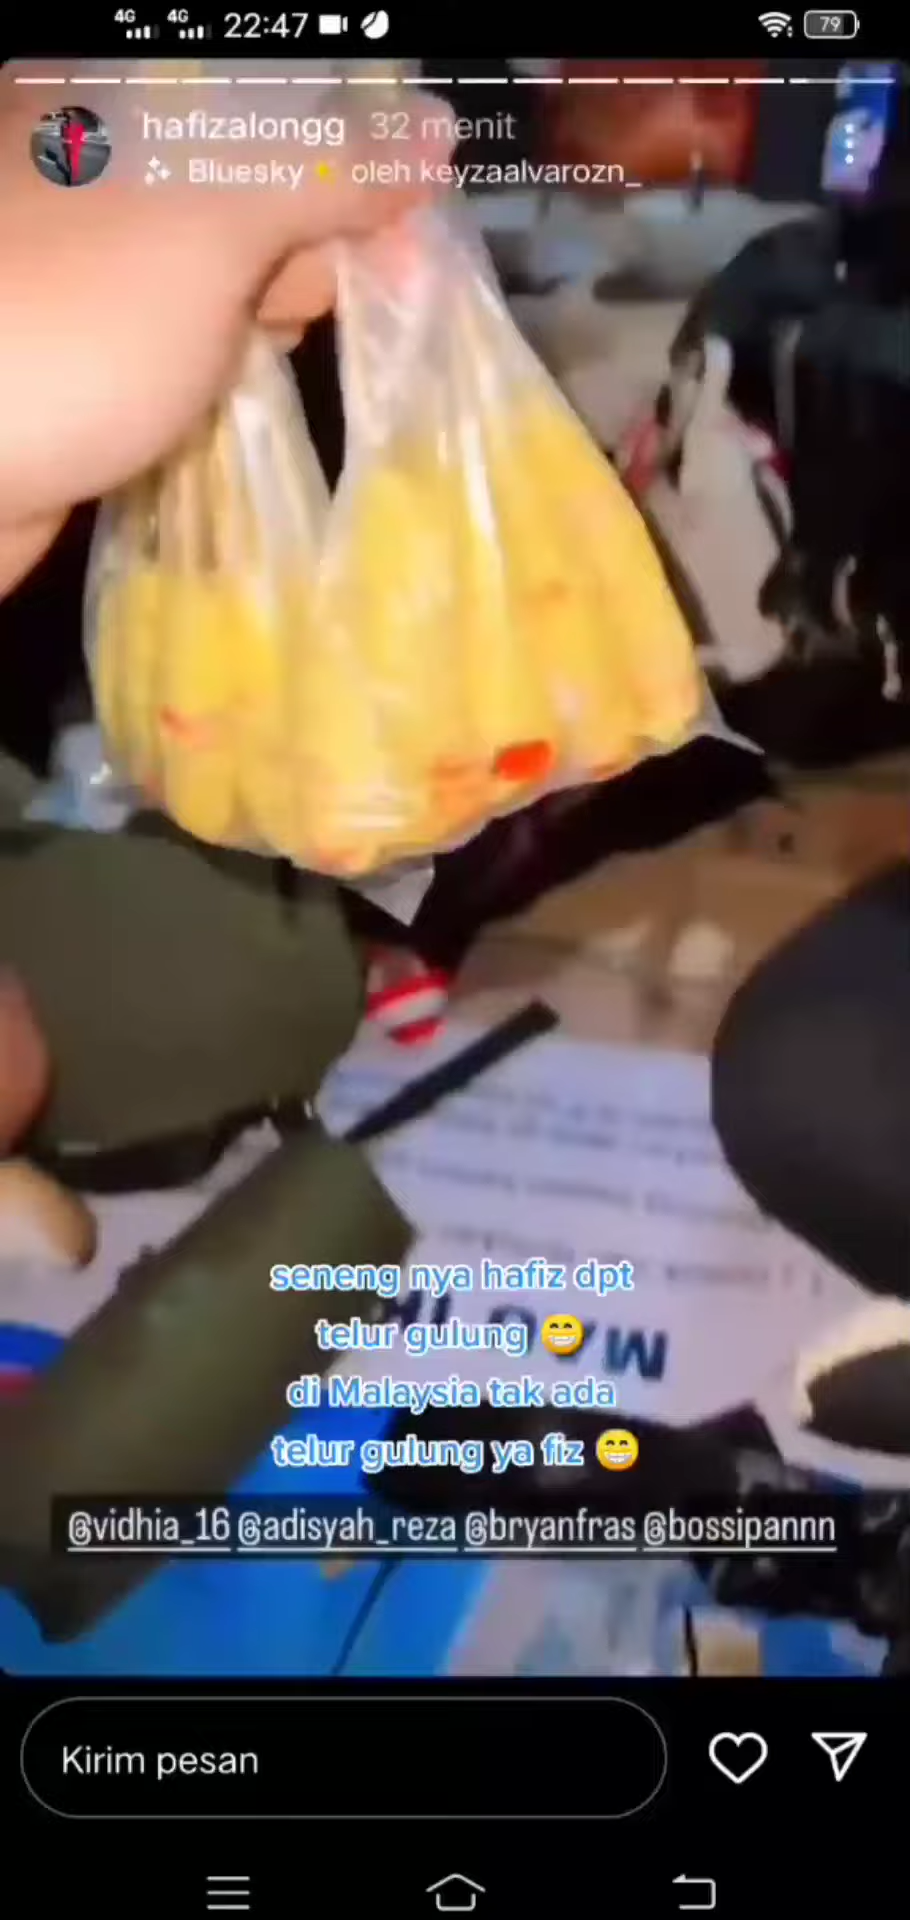 4G 4G 22:47 79
hafizalongg 32 menit
Bluesky oleh keyzaalvarozn_
seneng nya hafiz dpt
telur gulung 😁
di Malaysia tak ada
telur gulung ya fiz 😁
@vidhia_16 @adisyah_reza @bryanfras @bossipannn
Kirim pesan